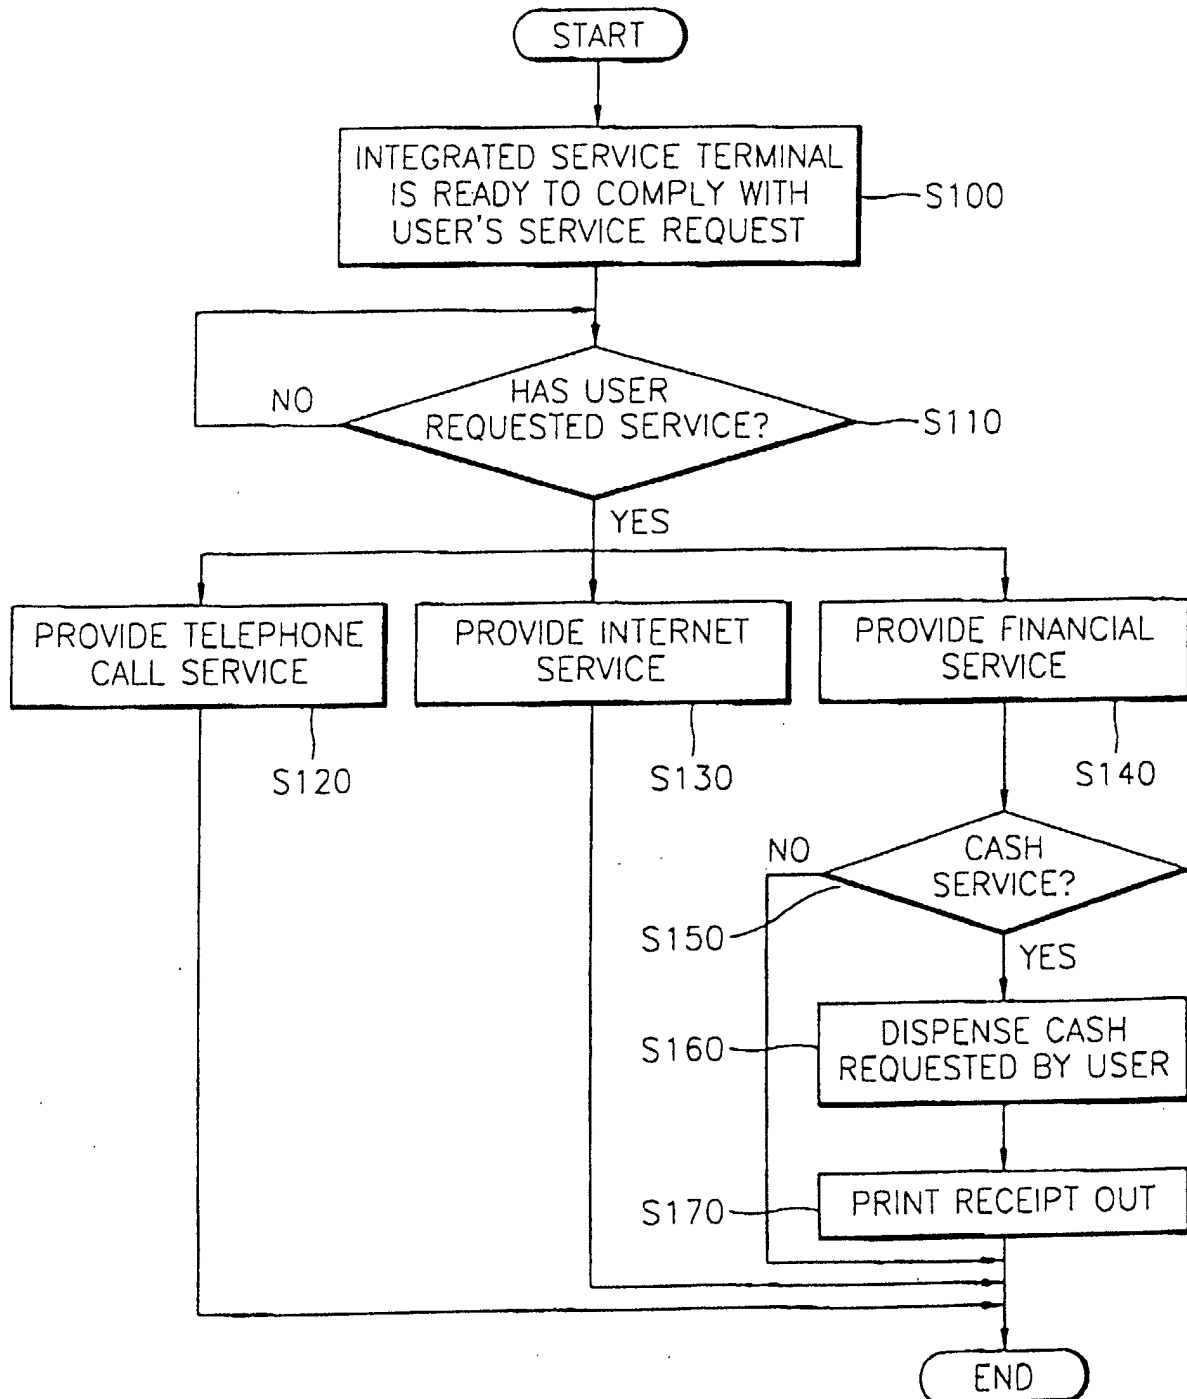 START
INTEGRATED SERVICE TERMINAL
IS READY TO COMPLY WITH
USER'S SERVICE REQUEST
S100
HAS USER
REQUESTED SERVICE?
NO
S110
YES
PROVIDE TELEPHONE
CALL SERVICE
PROVIDE INTERNET
SERVICE
PROVIDE FINANCIAL
SERVICE
S120
S130
S140
NO
CASH
SERVICE?
S150
YES
DISPENSE CASH
REQUESTED BY USER
S160
PRINT RECEIPT OUT
S170
END